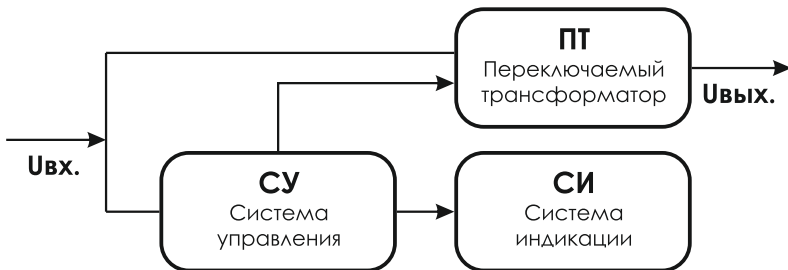 ПТ
Переключаемый
трансформатор
Uвых.
Uвх.
СУ
Система
управления
СИ
Система
индикации